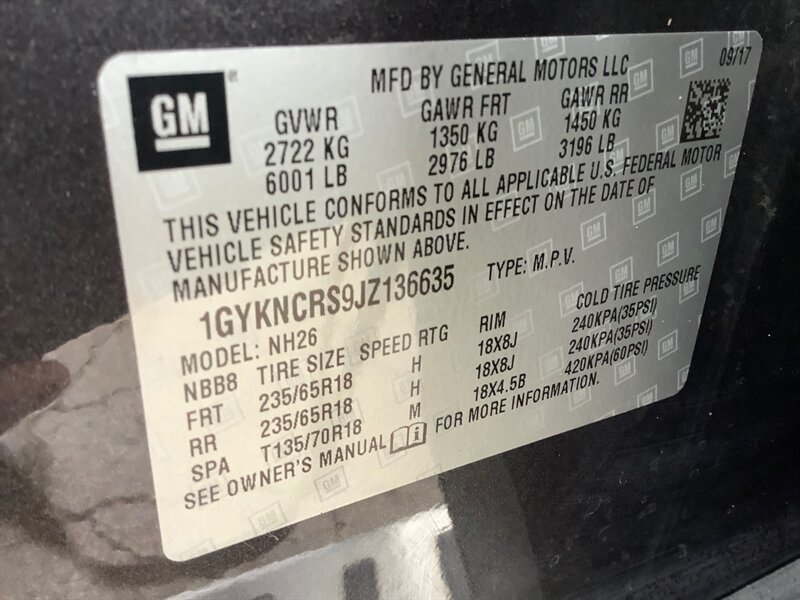 GM
MFD BY GENERAL MOTORS LLC 09/17
GVWR GAWR FRT GAWR RR
2722 KG 1350 KG 1450 KG
6001 LB 2976 LB 3196 LB
THIS VEHICLE CONFORMS TO ALL APPLICABLE U.S. FEDERAL MOTOR
VEHICLE SAFETY STANDARDS IN EFFECT ON THE DATE OF
MANUFACTURE SHOWN ABOVE.
1GYKNCRS9JZ136635 TYPE: M.P.V.
MODEL: NH26
NBB8 TIRE SIZE SPEED RTG RIM COLD TIRE PRESSURE
FRT 235/65R18 H 18X8J 240KPA(35PSI)
RR 235/65R18 H 18X8J 240KPA(35PSI)
SPA T135/70R18 M 18X4.5B 420KPA(60PSI)
SEE OWNER'S MANUAL FOR MORE INFORMATION.